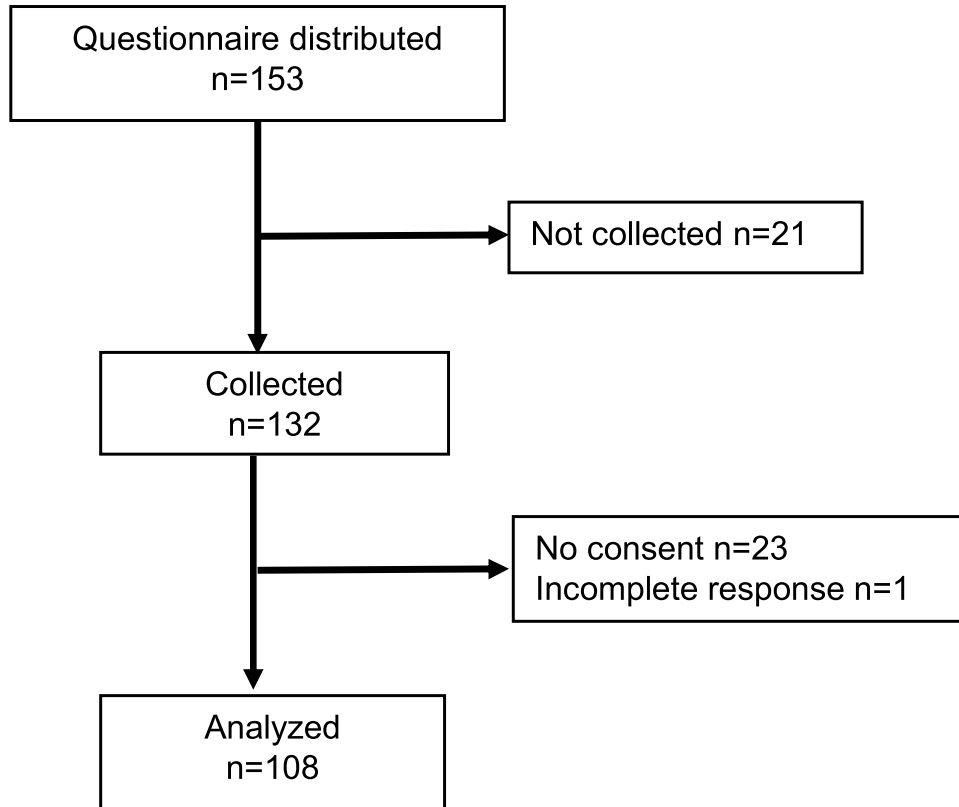 Questionnaire distributed
n=153
Not collected n=21
Collected
n=132
No consent n=23
Incomplete response n=1
Analyzed
n=108